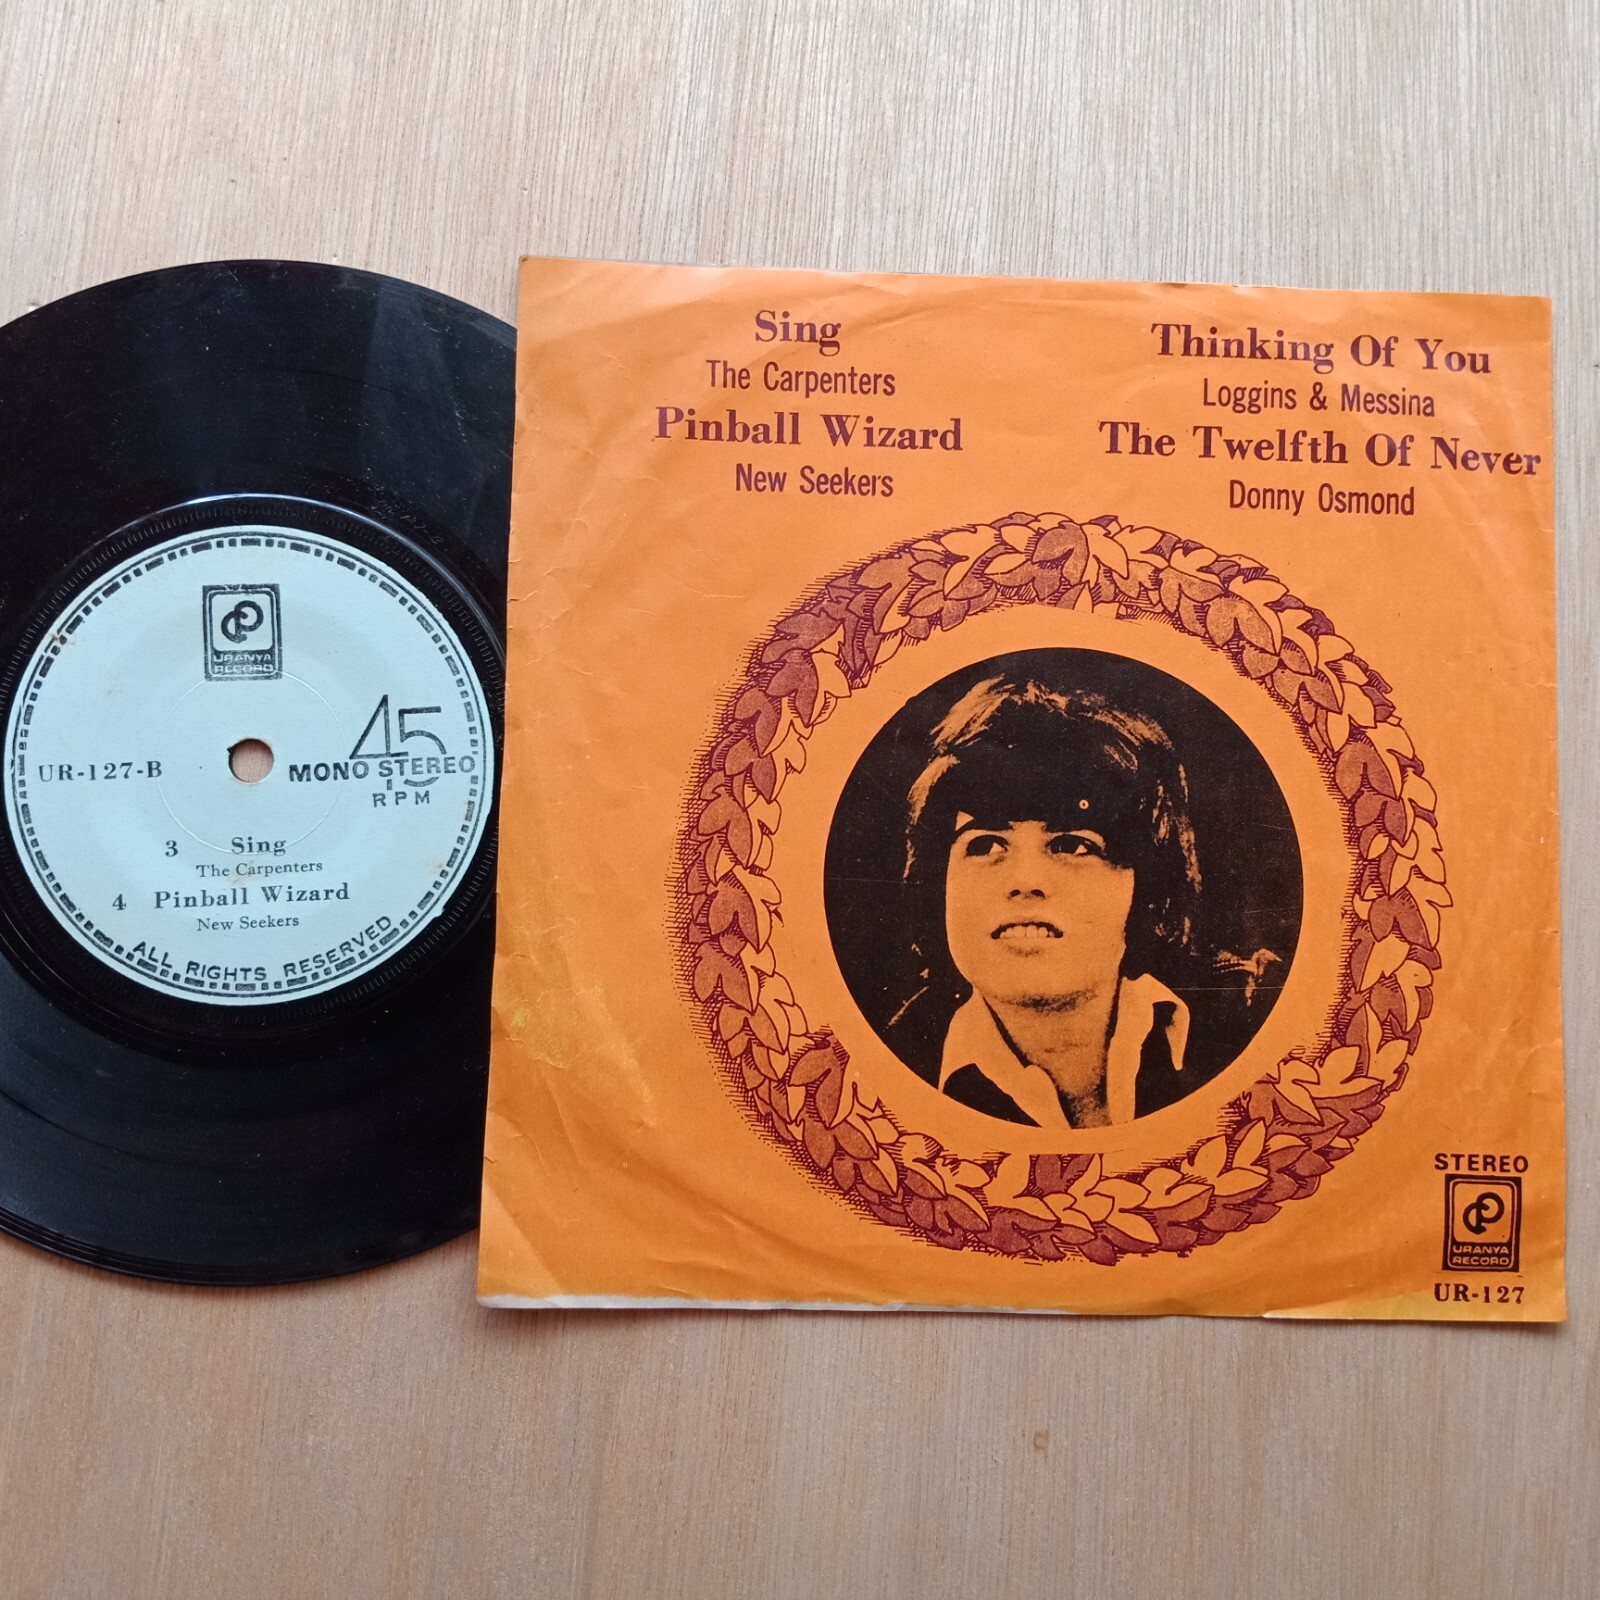 URANYA
RECORD
45
UR-127-B
MONO STEREO
RPM
3 Sing
The Carpenters
4 Pinball Wizard
New Seekers
ALL RIGHTS RESERVED
Sing
The Carpenters
Pinball Wizard
New Seekers
Thinking Of You
Loggins & Messina
The Twelfth Of Never
Donny Osmond
STEREO
URANYA
RECORD
UR-127